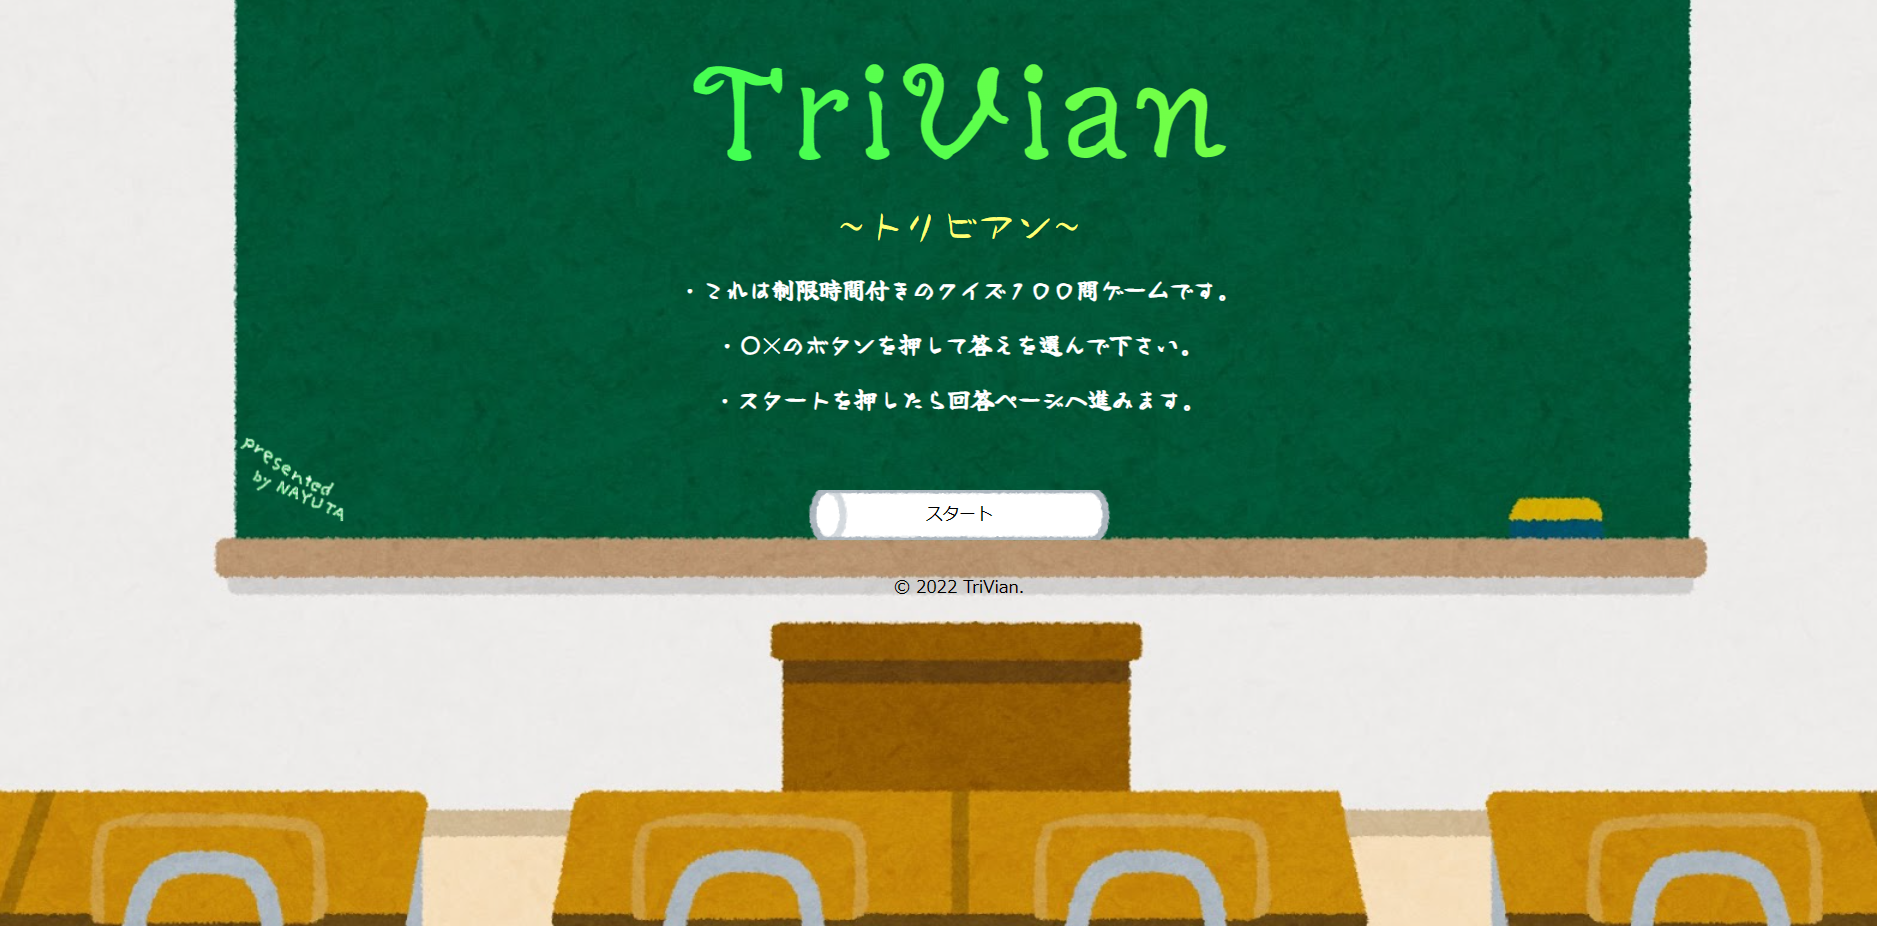 TriVian
～トリビアン～
・これは制限時間付きのクイズ１００問ゲームです。
・○×のボタンを押して答えを選んで下さい。
・スタートを押したら回答ページへ進みます。
presented
by NAYUTA
スタート
© 2022 TriVian.